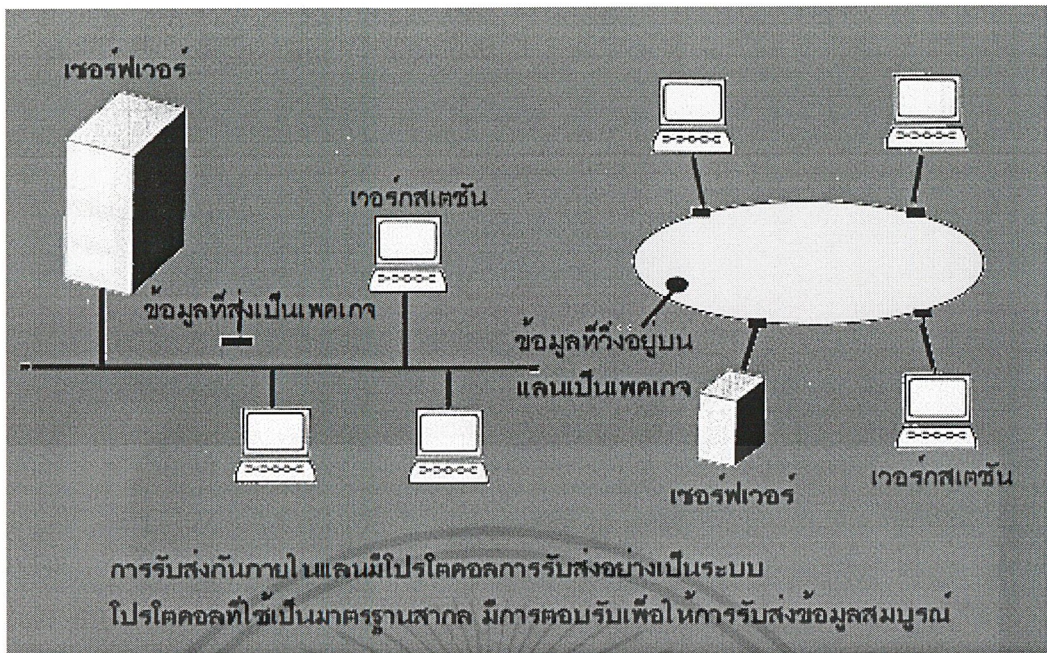 เซอร์ฟเวอร์
เวอร์กสเตชัน
ข้อมูลที่ส่งเป็นแพคเกจ
ข้อมูลที่วิ่งอยู่บน
แลนเป็นแพคเกจ
เซอร์ฟเวอร์
เวอร์กสเตชัน
การรับส่งกันภายในแลนมีโปรโตคอลการรับส่งอย่างเป็นระบบ
โปรโตคอลที่ใช้เป็นมาตรฐานสากล มีการตอบรับเพื่อให้การรับส่งข้อมูลสมบูรณ์